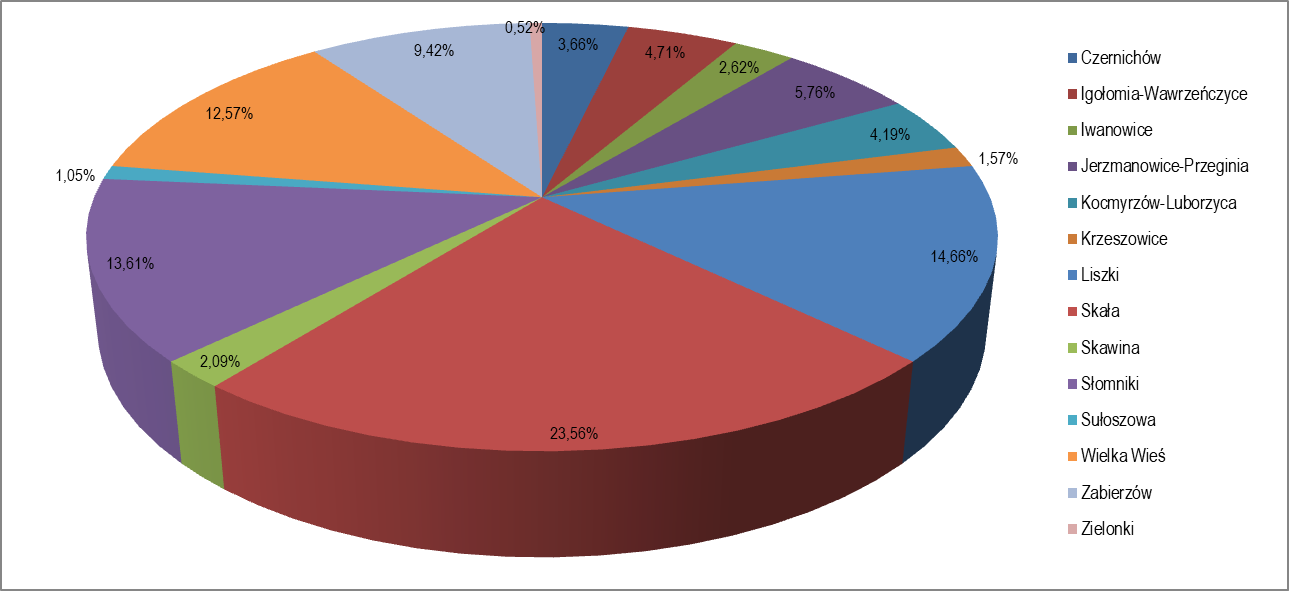 0,52%
3,66%
4,71%
2,62%
5,76%
4,19%
1,57%
14,66%
23,56%
2,09%
13,61%
1,05%
12,57%
9,42%
Czernichów
Igołomia-Wawrzeńczyce
Iwanowice
Jerzmanowice-Przeginia
Kocmyrzów-Luborzyca
Krzeszowice
Liszki
Skała
Skawina
Słomniki
Sułoszowa
Wielka Wieś
Zabierzów
Zielonki